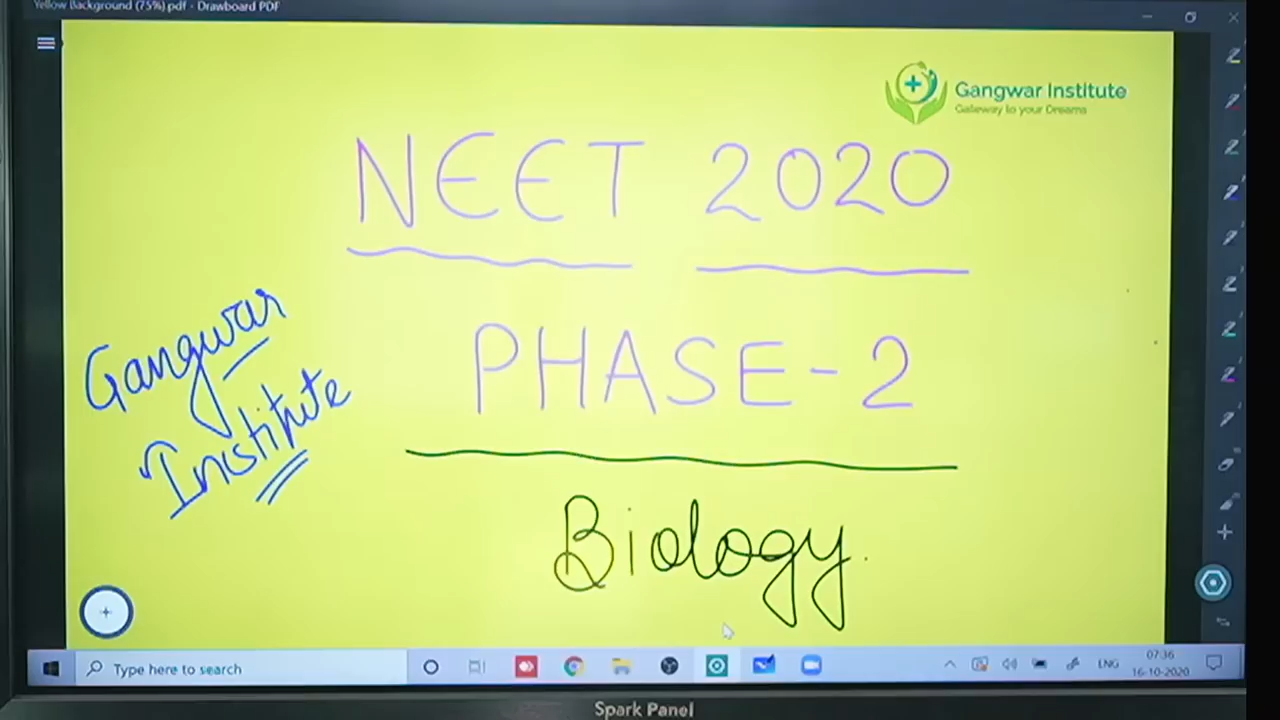 Yellow Background (75%).pdf - Drawboard PDF
Gangwar Institute
Gateway to your Dreams
NEET 2020
PHASE-2
Gangwar
Institute
Biology.
Type here to search
ENG
07:36
16-10-2020
Spark Panel